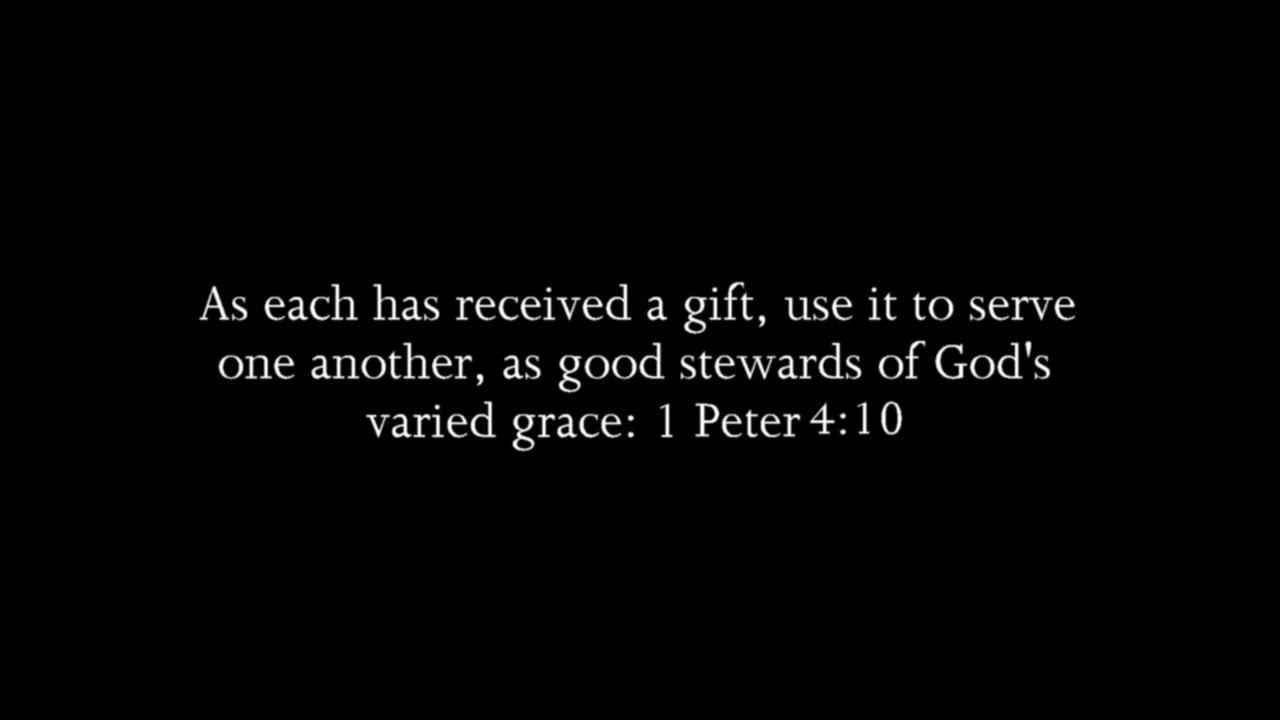 As each has received a gift, use it to serve
one another, as good stewards of God's
varied grace: 1 Peter 4:10